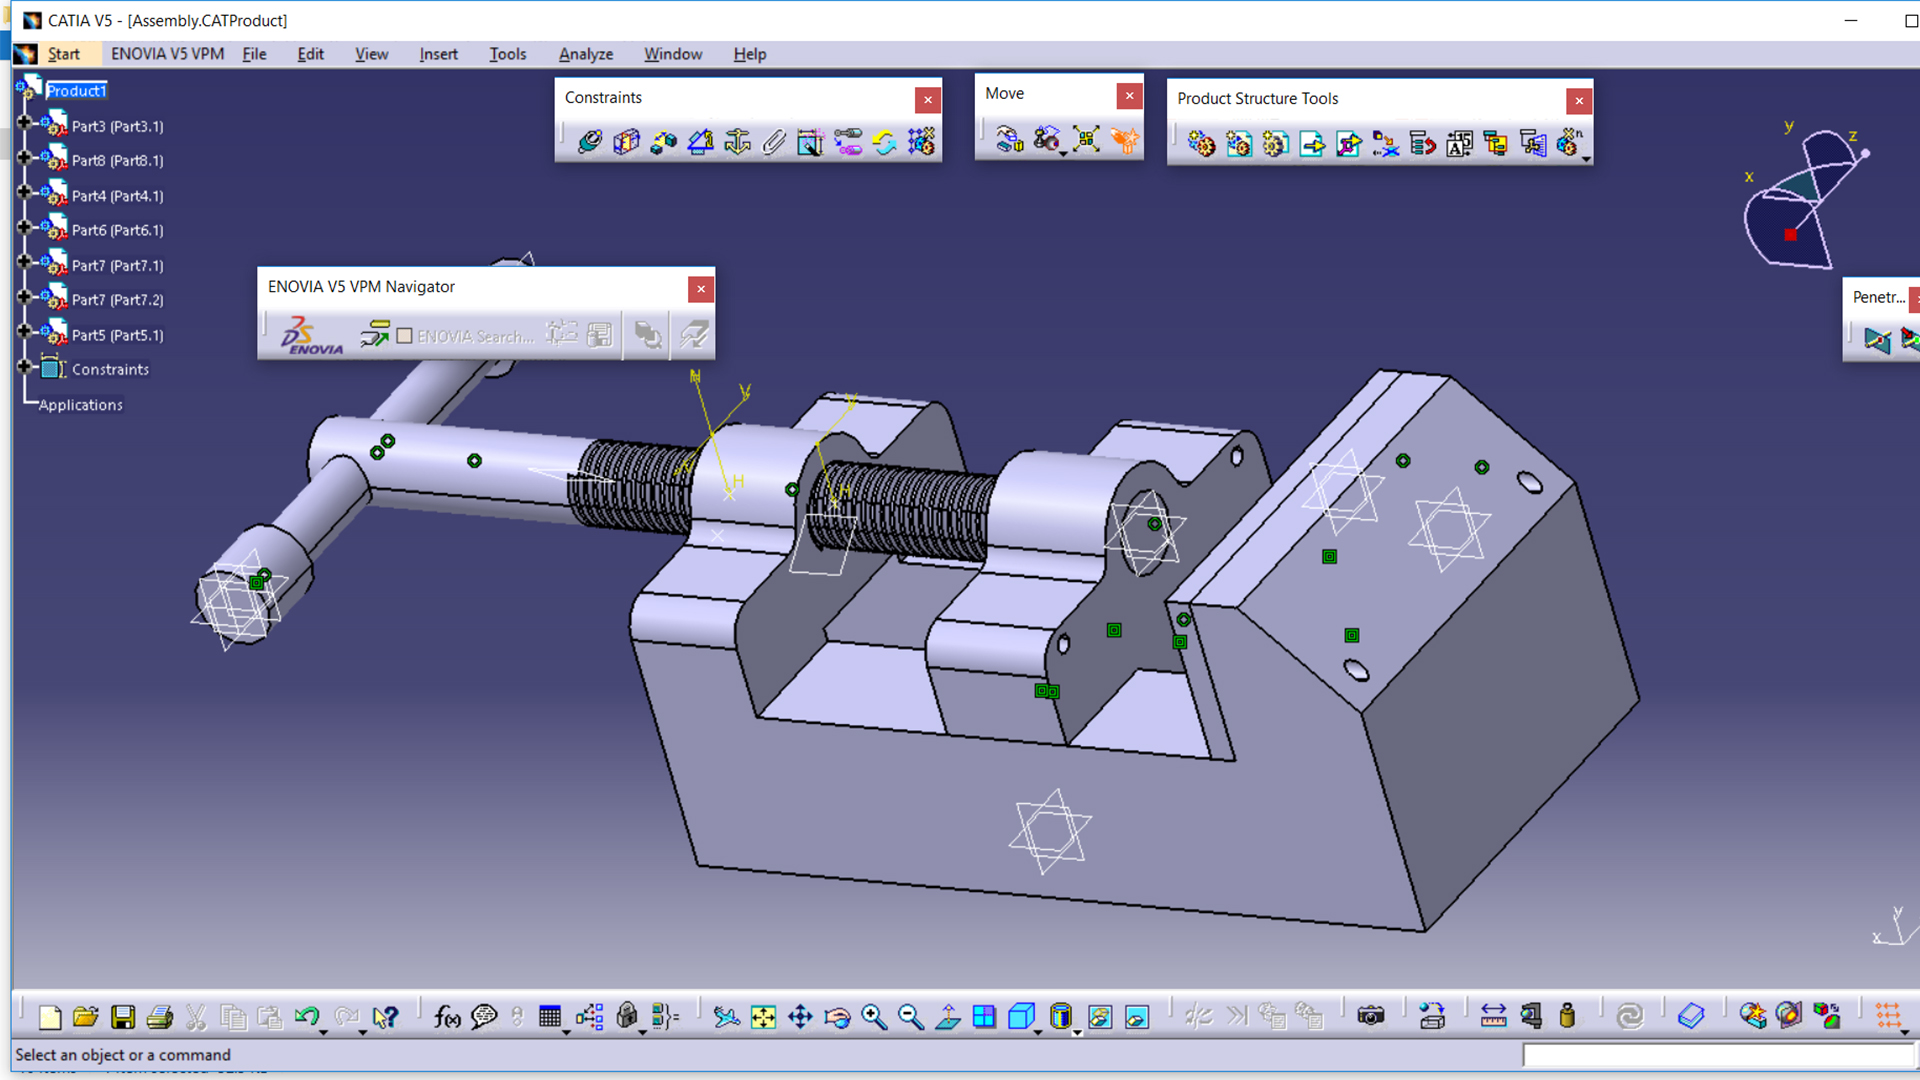 CATIA V5 - [Assembly.CATProduct]
Start ENOVIA V5 VPM File Edit View Insert Tools Analyze Window Help
Product1
Constraints
Move
Product Structure Tools
Part3 (Part3.1)
Part8 (Part8.1)
Part4 (Part4.1)
Part6 (Part6.1)
Part7 (Part7.1)
Part7 (Part7.2)
Part5 (Part5.1)
Constraints
Applications
y
z
x
ENOVIA V5 VPM Navigator
ENOVIA
ENOVIA Search...
Penetr...
N
y
y
H
H
y
x
f(x)
Select an object or a command